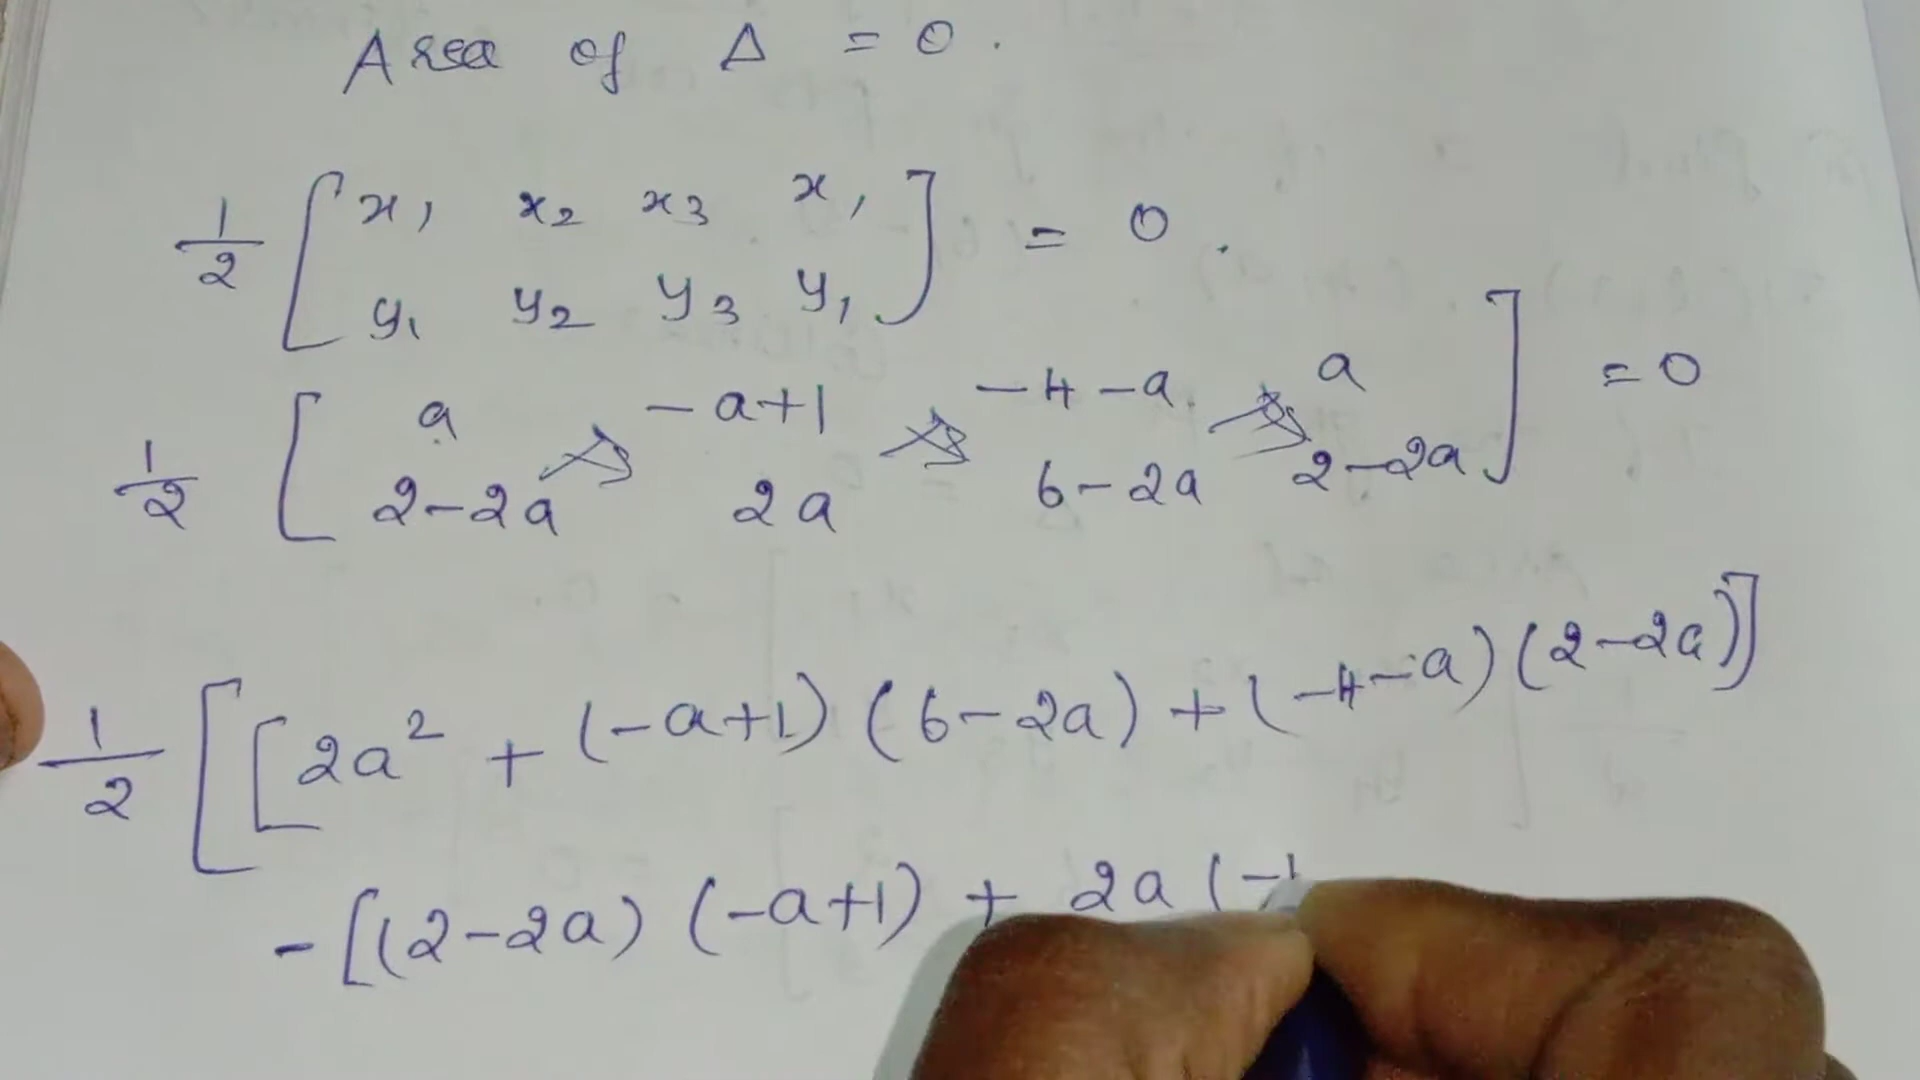 Area of Δ = 0.
1/2 [ x1 x2 x3 x1
y1 y2 y3 y1 ] = 0.
1/2 [ a -a+1 -4-a a
2-2a 2a 6-2a 2-2a ] = 0
1/2 [ [ 2a² + (-a+1) (6-2a) + (-4-a) (2-2a) ]
- [ (2-2a) (-a+1) + 2a (-